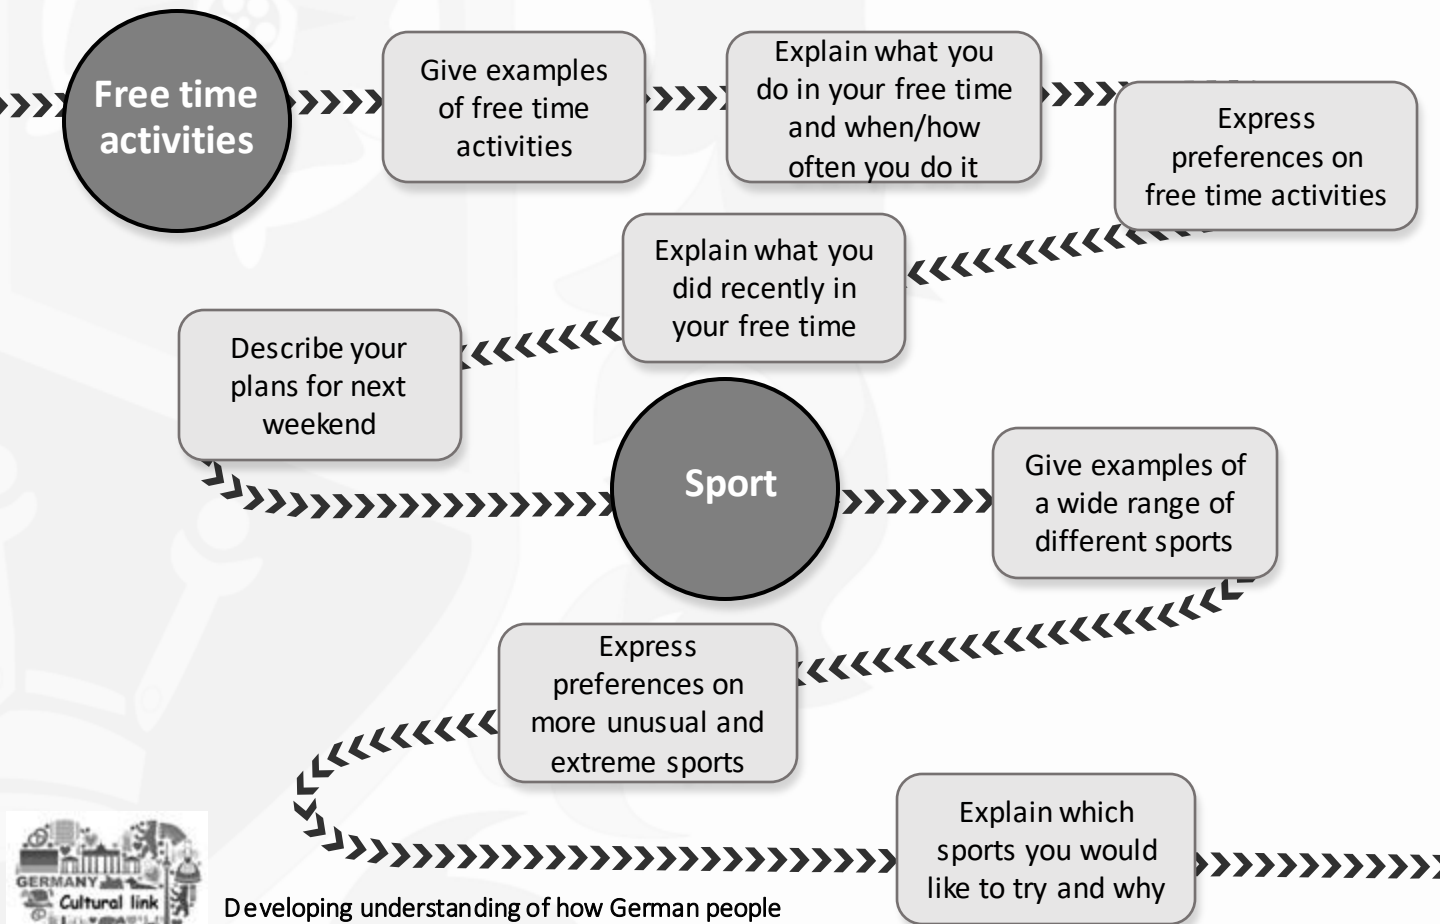 Free time
activities
Give examples
of free time
activities
Explain what you
do in your free time
and when/how
often you do it
Express
preferences on
free time activities
Explain what you
did recently in
your free time
Describe your
plans for next
weekend
Sport
Give examples of
a wide range of
different sports
Express
preferences on
more unusual and
extreme sports
Explain which
sports you would
like to try and why
GERMANY
Cultural link
Developing understanding of how German people